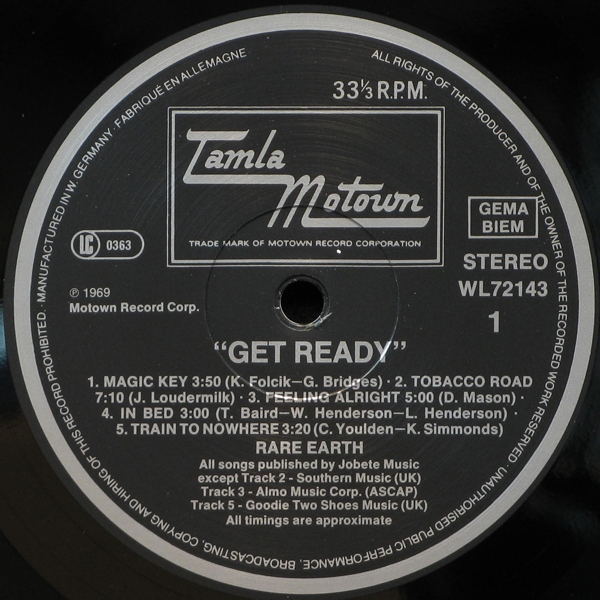 MANUFACTURED IN W. GERMANY · FABRIQUÉ EN ALLEMAGNE
ALL RIGHTS OF THE PRODUCER AND OF THE OWNER OF THE RECORDED WORK RESERVED · UNAUTHORISED PUBLIC PERFORMANCE, BROADCASTING, COPYING AND HIRING OF THIS RECORD PROHIBITED.
33⅓ R.P.M.
Tamla
Motown
TRADE MARK OF MOTOWN RECORD CORPORATION
GEMA
BIEM
LC 0363
STEREO
WL72143
1
℗ 1969
Motown Record Corp.
“GET READY”
1. MAGIC KEY 3:50 (K. Folcik–G. Bridges) · 2. TOBACCO ROAD
7:10 (J. Loudermilk) · 3. FEELING ALRIGHT 5:00 (D. Mason) ·
4. IN BED 3:00 (T. Baird–W. Henderson–L. Henderson) ·
5. TRAIN TO NOWHERE 3:20 (C. Youlden–K. Simmonds)
RARE EARTH
All songs published by Jobete Music
except Track 2 - Southern Music (UK)
Track 3 - Almo Music Corp. (ASCAP)
Track 5 - Goodie Two Shoes Music (UK)
All timings are approximate